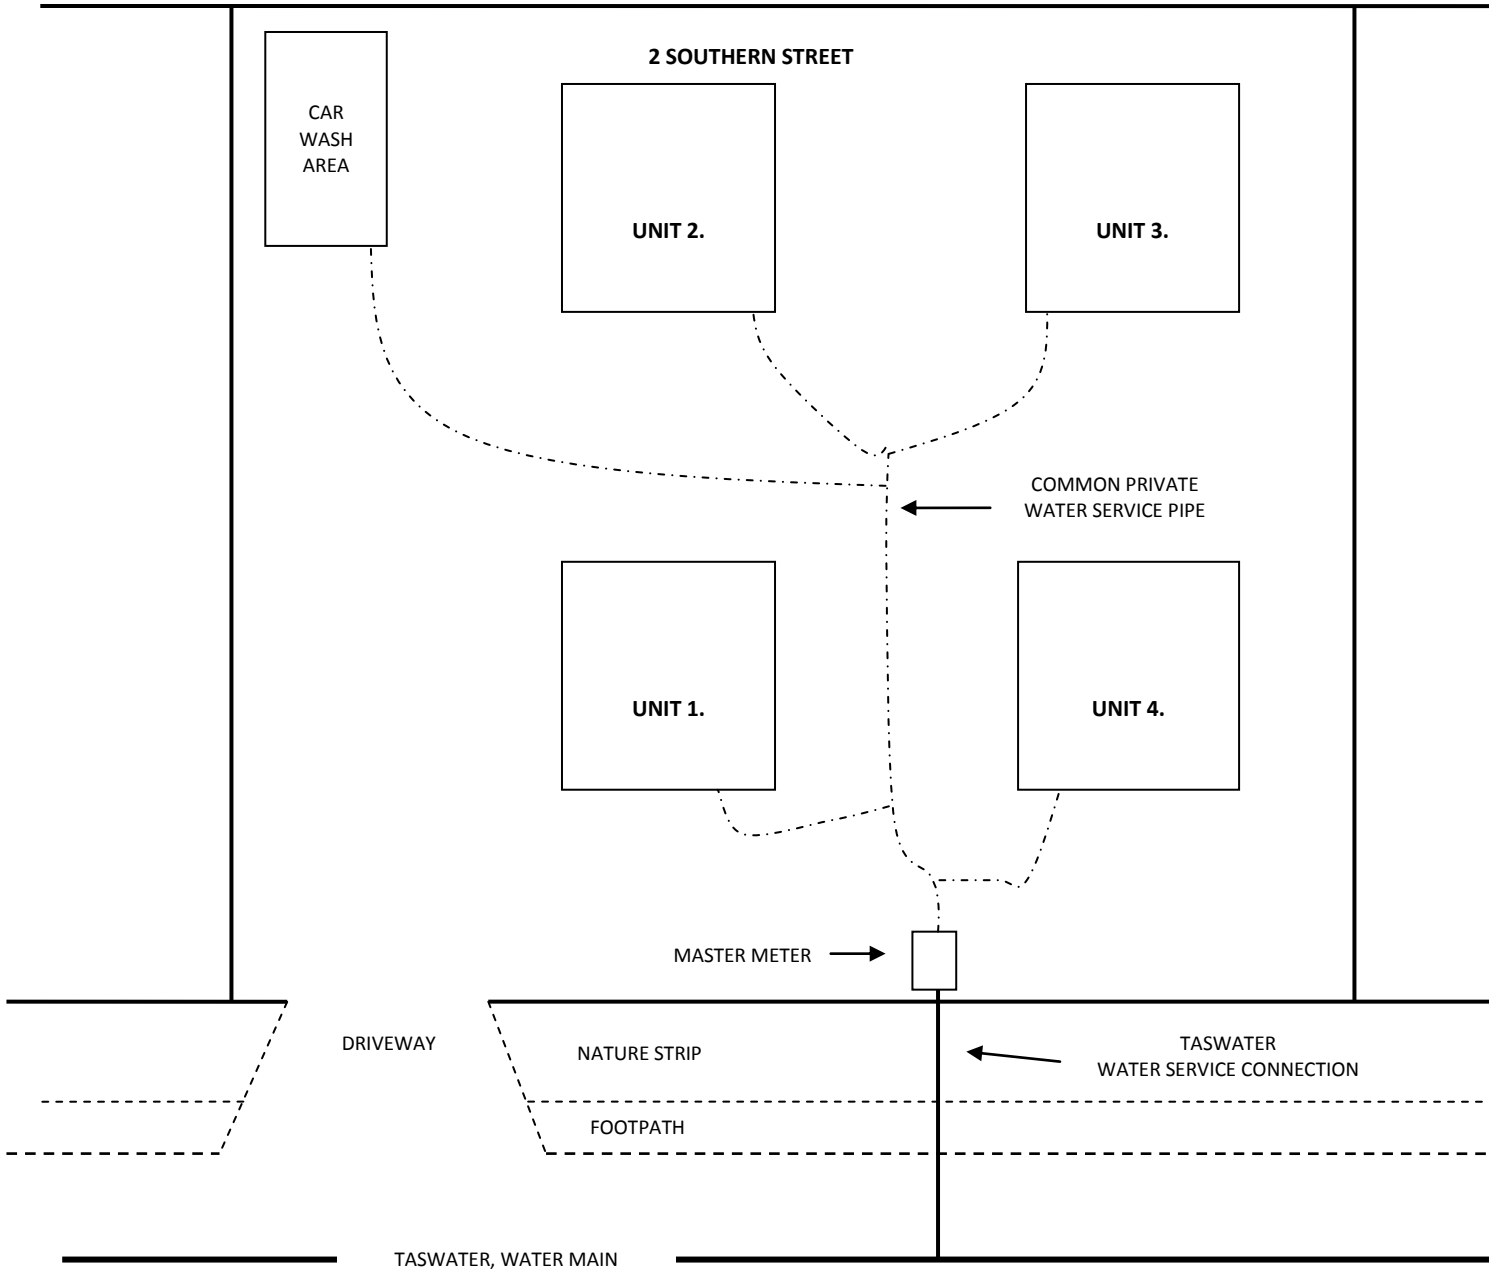 2 SOUTHERN STREET
CAR
WASH
AREA
UNIT 2.
UNIT 3.
COMMON PRIVATE
WATER SERVICE PIPE
UNIT 1.
UNIT 4.
MASTER METER
DRIVEWAY
NATURE STRIP
TASWATER
WATER SERVICE CONNECTION
FOOTPATH
TASWATER, WATER MAIN